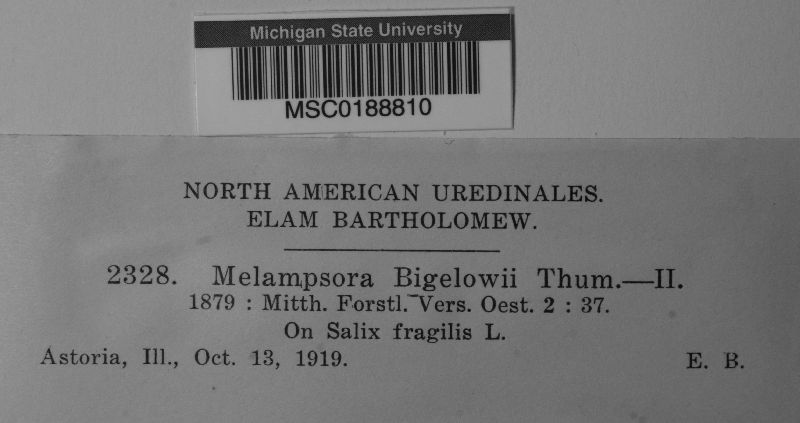 Michigan State University
MSC0188810
NORTH AMERICAN UREDINALES.
ELAM BARTHOLOMEW.
2328. Melampsora Bigelowii Thum.—II.
1879 : Mitth. Forstl. Vers. Oest. 2 : 37.
On Salix fragilis L.
Astoria, Ill., Oct. 13, 1919. E. B.